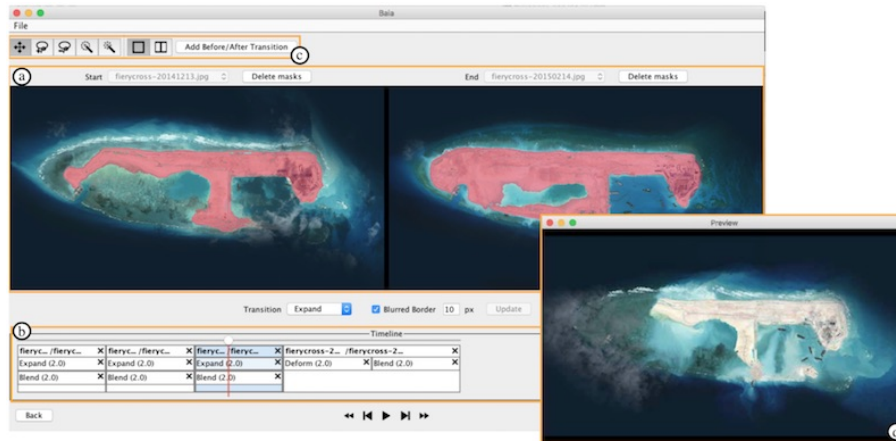 Baia
File
Add Before/After Transition
c
a
Start fierycross-20141213.jpg Delete masks End fierycross-20150214.jpg Delete masks
Preview
Transition Expand Blurred Border 10 px Update
b
Timeline
fieryc... /fieryc... X fieryc... /fieryc... X fieryc... /fieryc... X fierycross-2... /fierycross-2... X
Expand (2.0) X Expand (2.0) X Expand (2.0) X Deform (2.0) X Blend (2.0) X
Blend (2.0) X Blend (2.0) X Blend (2.0) X
Back